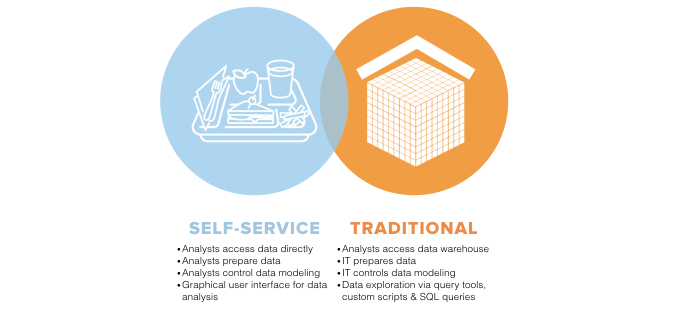 SELF-SERVICE
•Analysts access data directly
•Analysts prepare data
•Analysts control data modeling
•Graphical user interface for data
analysis
TRADITIONAL
•Analysts access data warehouse
•IT prepares data
•IT controls data modeling
•Data exploration via query tools,
custom scripts & SQL queries